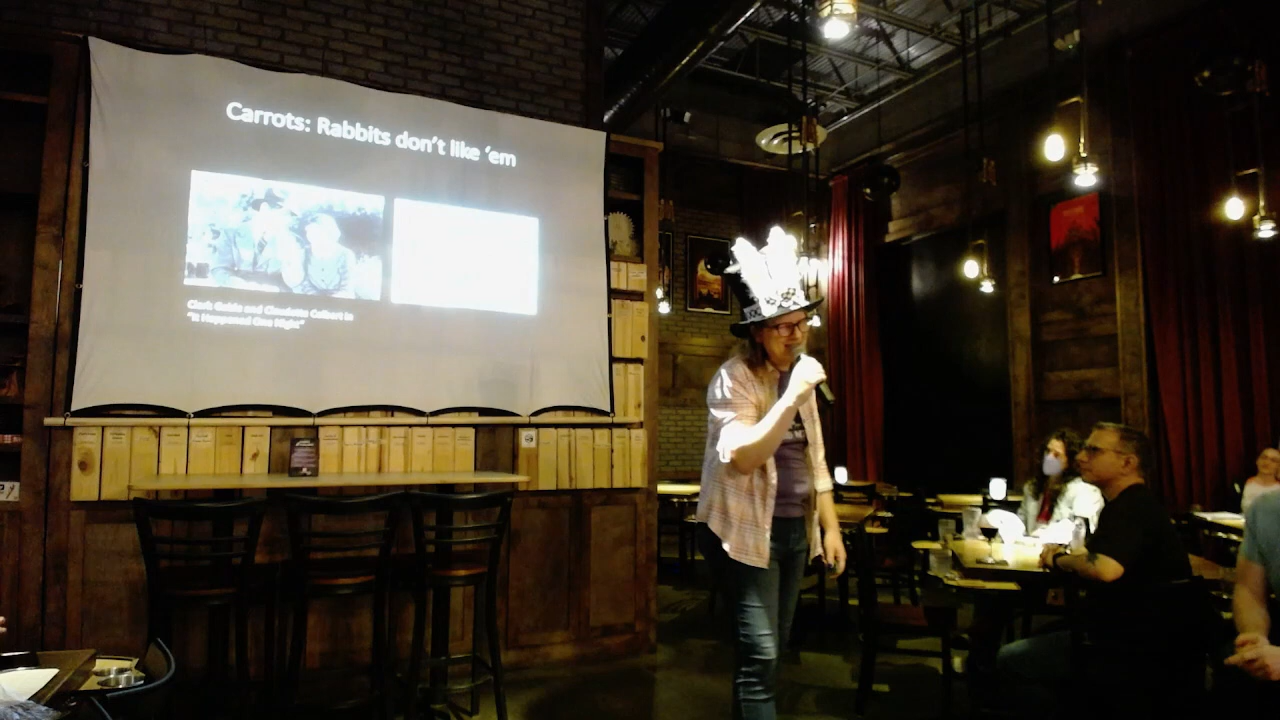 Carrots: Rabbits don't like 'em
Clark Gable and Claudette Colbert in
"It Happened One Night"